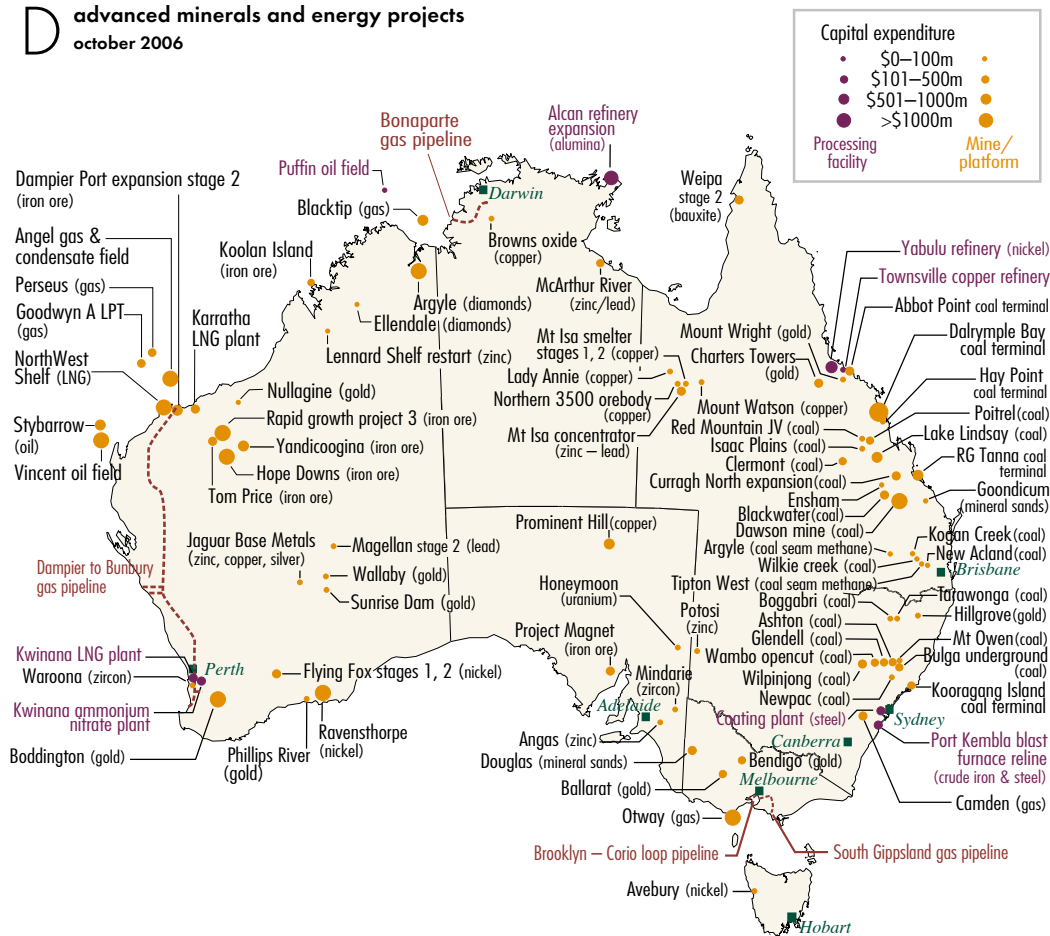 D advanced minerals and energy projects
october 2006
Capital expenditure
$0–100m
$101–500m
$501–1000m
>$1000m
Processing
facility
Mine/
platform
Bonaparte
gas pipeline
Alcan refinery
expansion
(alumina)
Puffin oil field
Darwin
Blacktip (gas)
Weipa
stage 2
(bauxite)
Dampier Port expansion stage 2
(iron ore)
Angel gas &
condensate field
Perseus (gas)
Goodwyn A LPT
(gas)
NorthWest
Shelf (LNG)
Karratha
LNG plant
Koolan Island
(iron ore)
Browns oxide
(copper)
Argyle (diamonds)
Ellendale (diamonds)
Lennard Shelf restart (zinc)
McArthur River
(zinc/lead)
Mt Isa smelter
stages 1, 2 (copper)
Lady Annie (copper)
Northern 3500 orebody
(copper)
Mt Isa concentrator
(zinc – lead)
Yabulu refinery (nickel)
Townsville copper refinery
Abbot Point coal terminal
Mount Wright (gold)
Charters Towers
(gold)
Dalrymple Bay
coal terminal
Hay Point
coal terminal
Mount Watson (copper)
Poitrel (coal)
Red Mountain JV (coal)
Lake Lindsay (coal)
Isaac Plains (coal)
Clermont (coal)
RG Tanna coal
terminal
Curragh North expansion (coal)
Ensham
Goondicum
(mineral sands)
Blackwater (coal)
Dawson mine (coal)
Nullagine (gold)
Rapid growth project 3 (iron ore)
Yandicoogina (iron ore)
Hope Downs (iron ore)
Tom Price (iron ore)
Stybarrow
(oil)
Vincent oil field
Prominent Hill (copper)
Jaguar Base Metals
(zinc, copper, silver)
Magellan stage 2 (lead)
Wallaby (gold)
Sunrise Dam (gold)
Dampier to Bunbury
gas pipeline
Argyle (coal seam methane)
Kogan Creek (coal)
Wilkie creek (coal)
New Acland (coal)
Brisbane
Tipton West (coal seam methane)
Honeymoon
(uranium)
Potosi
(zinc)
Boggabri (coal)
Tarawonga (coal)
Ashton (coal)
Hillgrove (gold)
Glendell (coal)
Mt Owen (coal)
Wambo opencut (coal)
Bulga underground
(coal)
Wilpinjong (coal)
Newpac (coal)
Kooragang Island
coal terminal
Project Magnet
(iron ore)
Mindarie
(zircon)
Adelaide
Coating plant (steel)
Sydney
Kwinana LNG plant
Perth
Waroona (zircon)
Kwinana ammonium
nitrate plant
Flying Fox stages 1, 2 (nickel)
Boddington (gold)
Phillips River
(gold)
Ravensthorpe
(nickel)
Angas (zinc)
Douglas (mineral sands)
Canberra
Port Kembla blast
furnace reline
(crude iron & steel)
Bendigo (gold)
Ballarat (gold)
Melbourne
Camden (gas)
Otway (gas)
Brooklyn – Corio loop pipeline
South Gippsland gas pipeline
Avebury (nickel)
Hobart